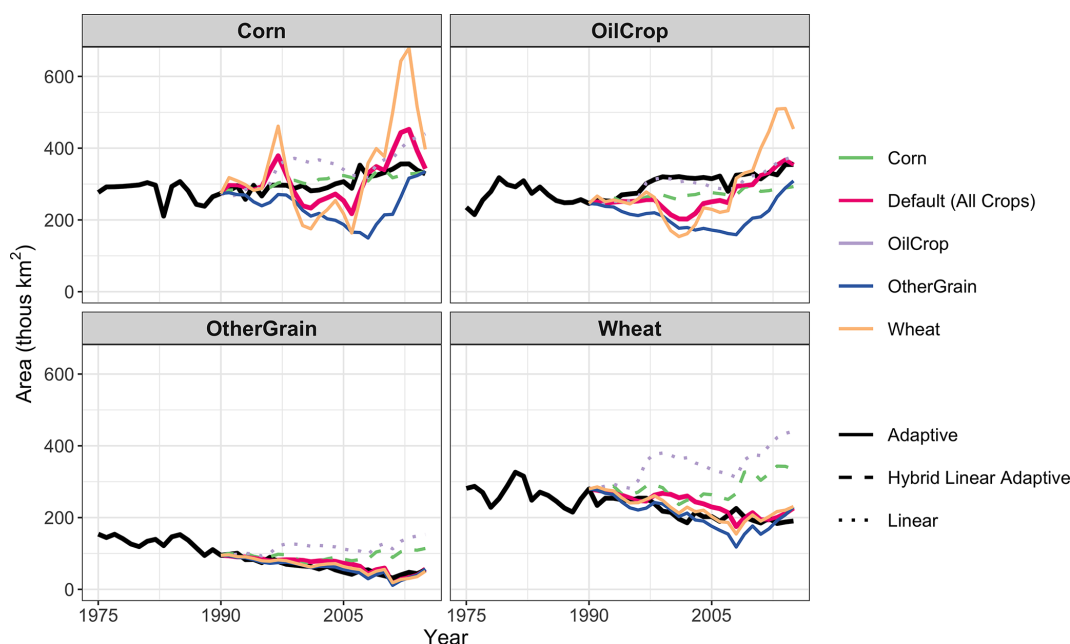 Corn
OilCrop
600
400
200
0
OtherGrain
Wheat
600
400
200
0
1975
1990
2005
1975
1990
2005
Area (thous km²)
Year
Corn
Default (All Crops)
OilCrop
OtherGrain
Wheat
Adaptive
Hybrid Linear Adaptive
Linear